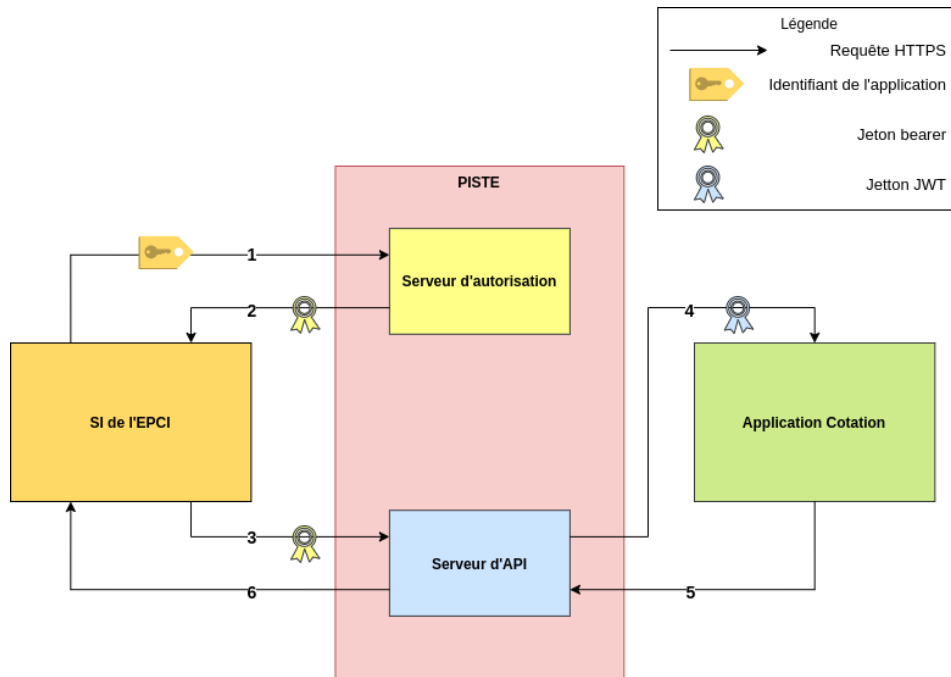 Légende
Requête HTTPS
Identifiant de l'application
Jeton bearer
Jetton JWT
PISTE
1
Serveur d'autorisation
2
4
SI de l'EPCI
Application Cotation
3
Serveur d'API
6
5